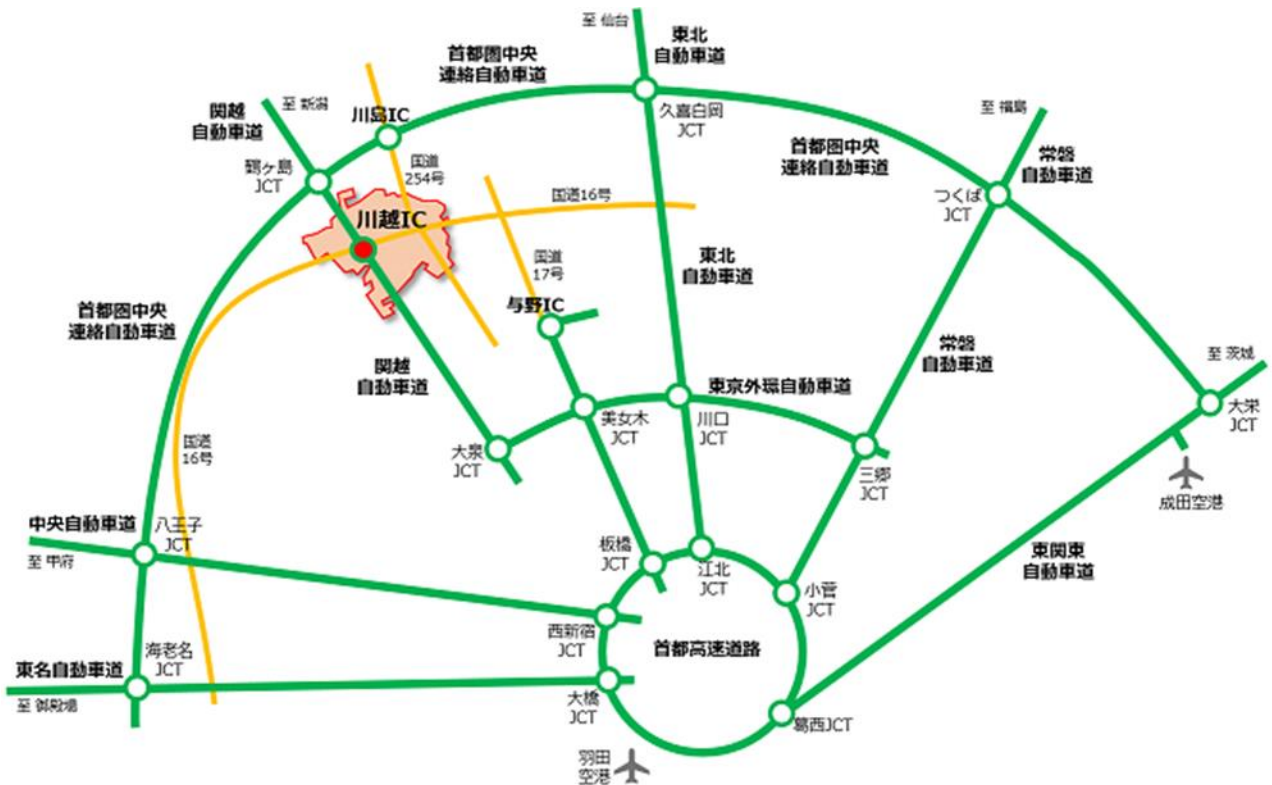 至 仙台
東北
自動車道
首都圏中央
連絡自動車道
久喜白岡
JCT
至 新潟
関越
自動車道
川島IC
至 福島
常磐
自動車道
首都圏中央
連絡自動車道
鶴ヶ島
JCT
国道
254号
国道16号
つくば
JCT
川越IC
国道
17号
東北
自動車道
与野IC
首都圏中央
連絡自動車道
関越
自動車道
常磐
自動車道
至 茨城
東京外環自動車道
大泉
JCT
美女木
JCT
川口
JCT
三郷
JCT
大栄
JCT
成田空港
国道
16号
中央自動車道
至 甲府
八王子
JCT
板橋
JCT
江北
JCT
小菅
JCT
東関東
自動車道
西新宿
JCT
首都高速道路
東名自動車道
至 御殿場
海老名
JCT
大橋
JCT
葛西JCT
羽田
空港